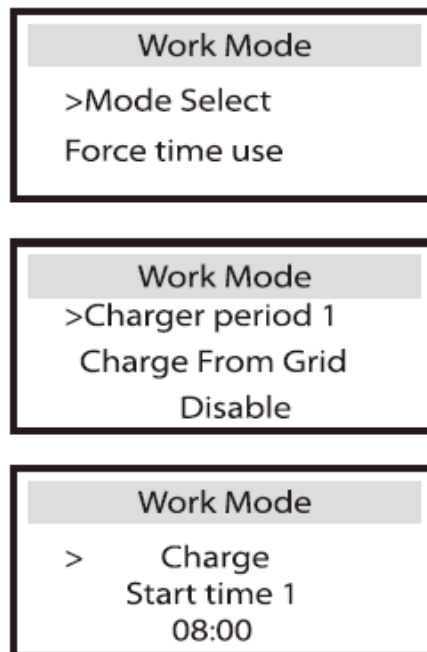 Work Mode
>Mode Select
Force time use
Work Mode
>Charger period 1
Charge From Grid
Disable
Work Mode
> Charge
Start time 1
08:00